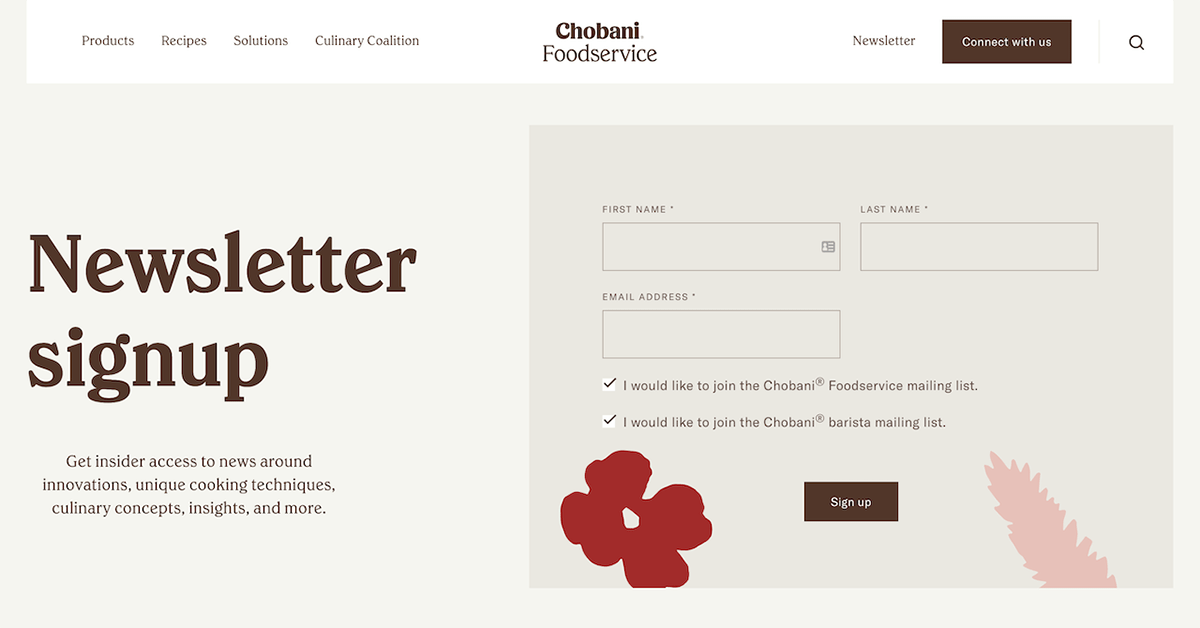 Products Recipes Solutions Culinary Coalition
Chobani.
Foodservice
Newsletter Connect with us
Newsletter
signup
Get insider access to news around
innovations, unique cooking techniques,
culinary concepts, insights, and more.
FIRST NAME * LAST NAME *
EMAIL ADDRESS *
I would like to join the Chobani® Foodservice mailing list.
I would like to join the Chobani® barista mailing list.
Sign up